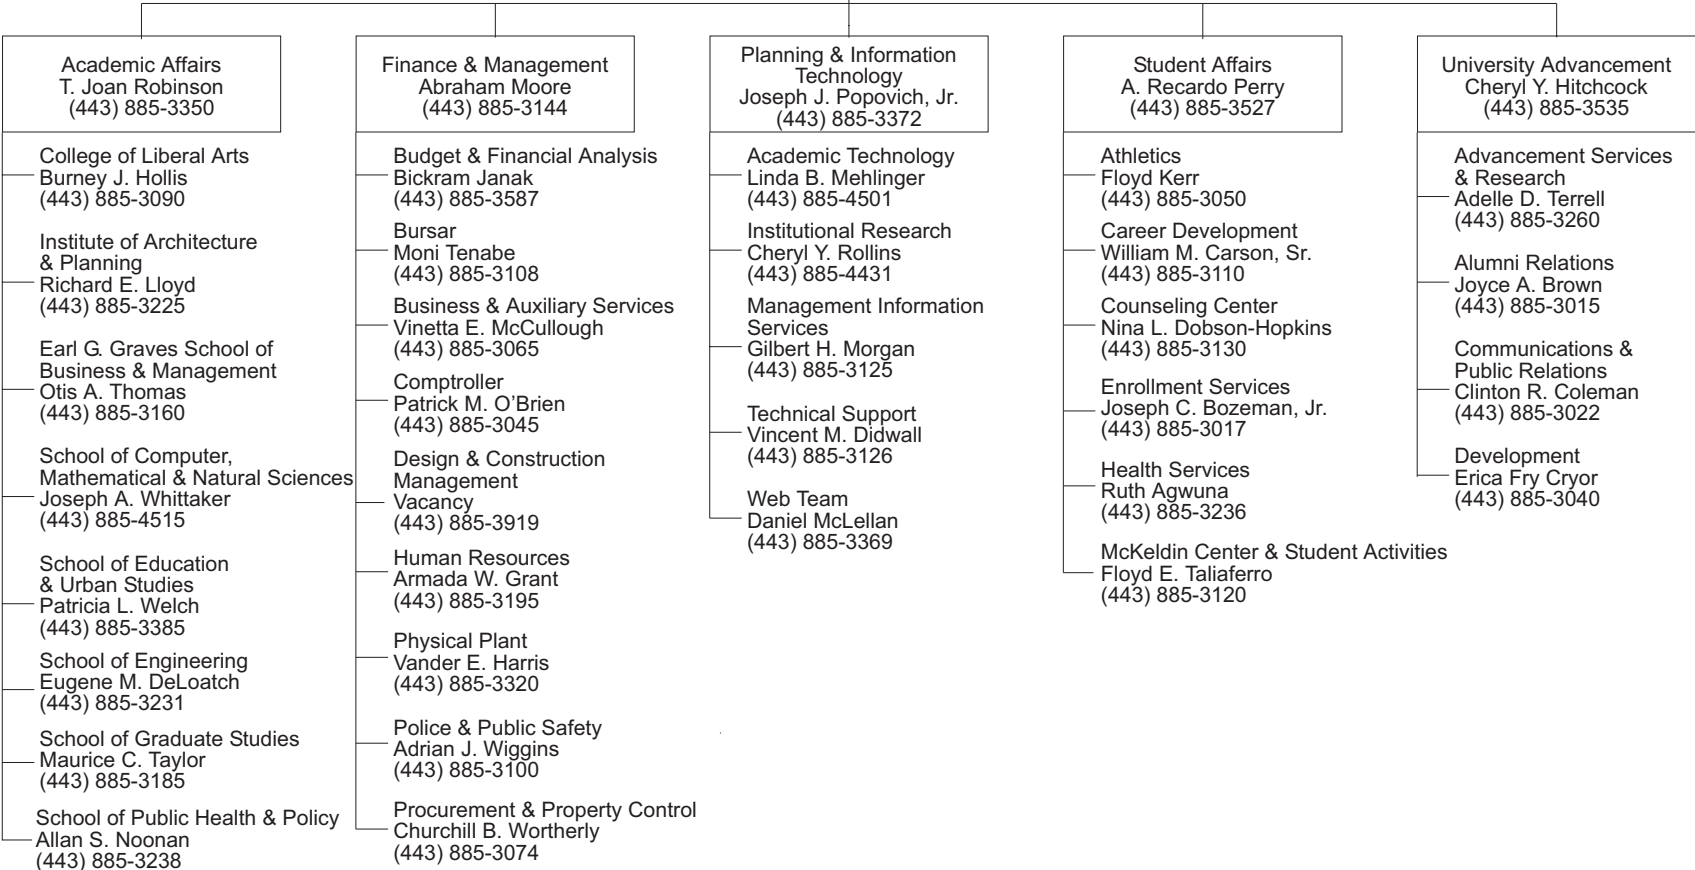 Academic Affairs
T. Joan Robinson
(443) 885-3350
College of Liberal Arts
Burney J. Hollis
(443) 885-3090
Institute of Architecture
& Planning
Richard E. Lloyd
(443) 885-3225
Earl G. Graves School of
Business & Management
Otis A. Thomas
(443) 885-3160
School of Computer,
Mathematical & Natural Sciences
Joseph A. Whittaker
(443) 885-4515
School of Education
& Urban Studies
Patricia L. Welch
(443) 885-3385
School of Engineering
Eugene M. DeLoatch
(443) 885-3231
School of Graduate Studies
Maurice C. Taylor
(443) 885-3185
School of Public Health & Policy
Allan S. Noonan
(443) 885-3238
Finance & Management
Abraham Moore
(443) 885-3144
Budget & Financial Analysis
Bickram Janak
(443) 885-3587
Bursar
Moni Tenabe
(443) 885-3108
Business & Auxiliary Services
Vinetta E. McCullough
(443) 885-3065
Comptroller
Patrick M. O’Brien
(443) 885-3045
Design & Construction
Management
Vacancy
(443) 885-3919
Human Resources
Armada W. Grant
(443) 885-3195
Physical Plant
Vander E. Harris
(443) 885-3320
Police & Public Safety
Adrian J. Wiggins
(443) 885-3100
Procurement & Property Control
Churchill B. Wortherly
(443) 885-3074
Planning & Information
Technology
Joseph J. Popovich, Jr.
(443) 885-3372
Academic Technology
Linda B. Mehlinger
(443) 885-4501
Institutional Research
Cheryl Y. Rollins
(443) 885-4431
Management Information
Services
Gilbert H. Morgan
(443) 885-3125
Technical Support
Vincent M. Didwall
(443) 885-3126
Web Team
Daniel McLellan
(443) 885-3369
Student Affairs
A. Recardo Perry
(443) 885-3527
Athletics
Floyd Kerr
(443) 885-3050
Career Development
William M. Carson, Sr.
(443) 885-3110
Counseling Center
Nina L. Dobson-Hopkins
(443) 885-3130
Enrollment Services
Joseph C. Bozeman, Jr.
(443) 885-3017
Health Services
Ruth Agwuna
(443) 885-3236
McKeldin Center & Student Activities
Floyd E. Taliaferro
(443) 885-3120
University Advancement
Cheryl Y. Hitchcock
(443) 885-3535
Advancement Services
& Research
Adelle D. Terrell
(443) 885-3260
Alumni Relations
Joyce A. Brown
(443) 885-3015
Communications &
Public Relations
Clinton R. Coleman
(443) 885-3022
Development
Erica Fry Cryor
(443) 885-3040